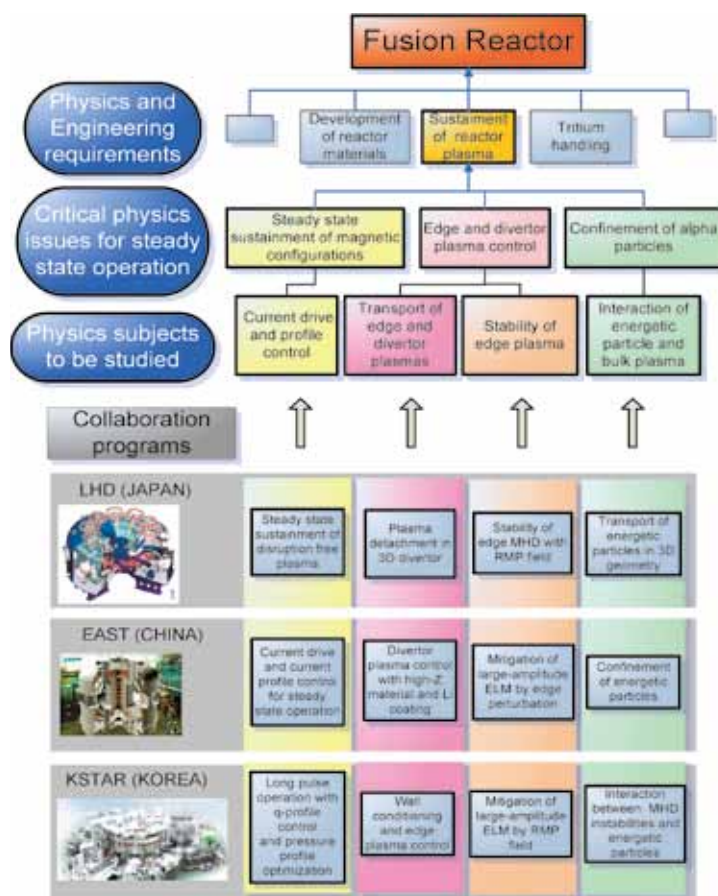 Fusion Reactor
Physics and
Engineering
requirements
Development
of reactor
materials
Sustaiment
of reactor
plasma
Tritium
handling
Critical physics
issues for steady
state operation
Steady state
sustainment of magnetic
configurations
Edge and divertor
plasma control
Confinement of alpha
particles
Physics subjects
to be studied
Current drive
and profile
control
Transport of
edge and
divertor
plasmas
Stability of
edge plasma
Interaction of
energetic
particle and
bulk plasma
Collaboration
programs
LHD (JAPAN)
Steady state
sustainment of
disruption free
plasma
Plasma
detachment in
3D divertor
Stability of
edge MHD with
RMP field
Transport of
energetic
particles in 3D
geometry
EAST (CHINA)
Current drive
and current
profile control
for steady
state operation
Divertor
plasma control
with high-Z
material and L-
coating
Mitigation of
large-amplitude
ELM by edge
perturbation
Confinement
of energetic
particles
KSTAR (KOREA)
Long pulse
operation with
q-profile
control
and pressure
profile
optimization
Wall
conditioning
and edge
plasma control
Mitigation of
large-amplitude
ELM by RMP
field
Interaction
between MHD
instabilities and
energetic
particles